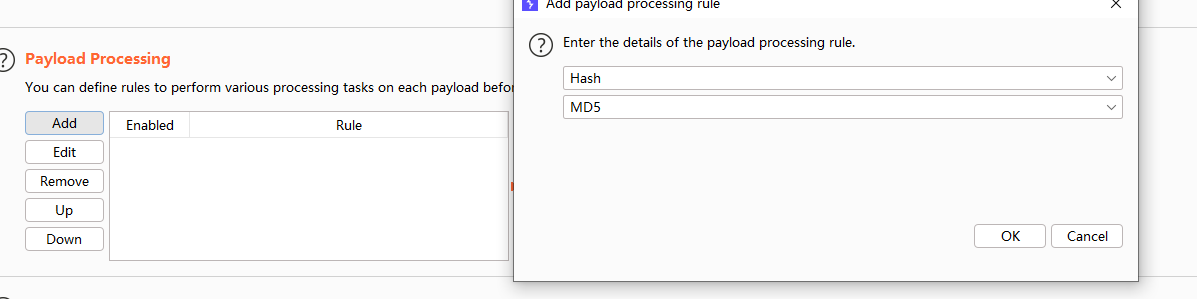 Add payload processing rule
Enter the details of the payload processing rule.
Hash
MD5
OK
Cancel
Payload Processing
You can define rules to perform various processing tasks on each payload
Add
Edit
Remove
Up
Down
Enabled
Rule